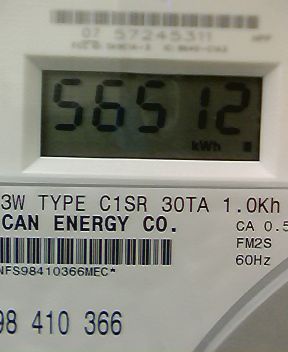 07 57245311
56512
kWh
3W TYPE C1SR 30TA 1.0Kh
CAN ENERGY CO.
CA 0.5
FM2S
60Hz
NFS98410366MEC*
98 410 366